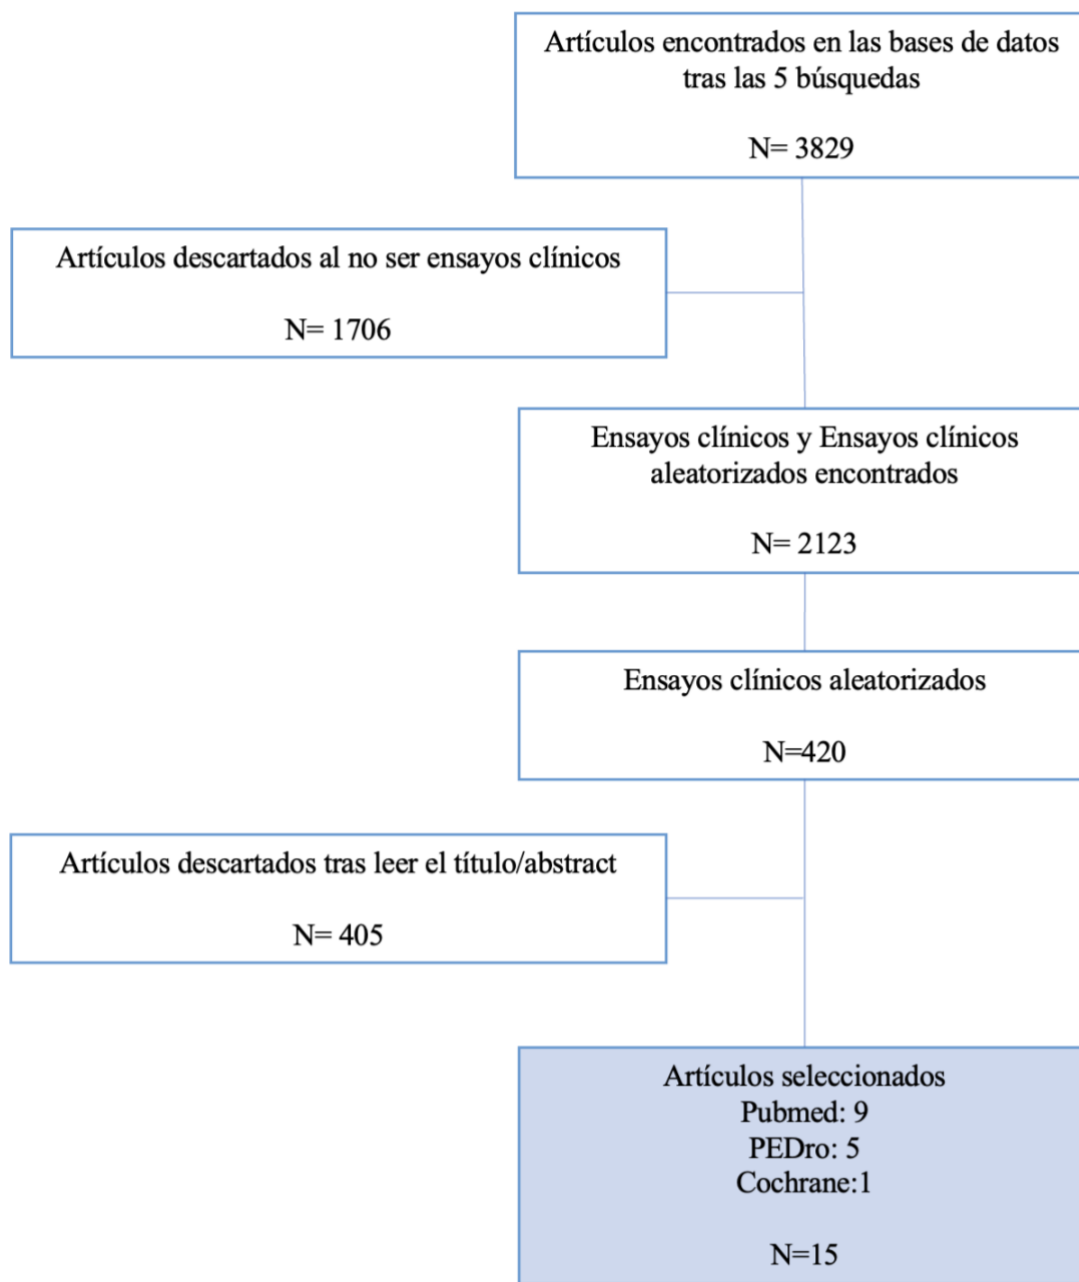 Artículos encontrados en las bases de datos
tras las 5 búsquedas
N= 3829
Artículos descartados al no ser ensayos clínicos
N= 1706
Ensayos clínicos y Ensayos clínicos
aleatorizados encontrados
N= 2123
Ensayos clínicos aleatorizados
N=420
Artículos descartados tras leer el título/abstract
N= 405
Artículos seleccionados
Pubmed: 9
PEDro: 5
Cochrane:1
N=15